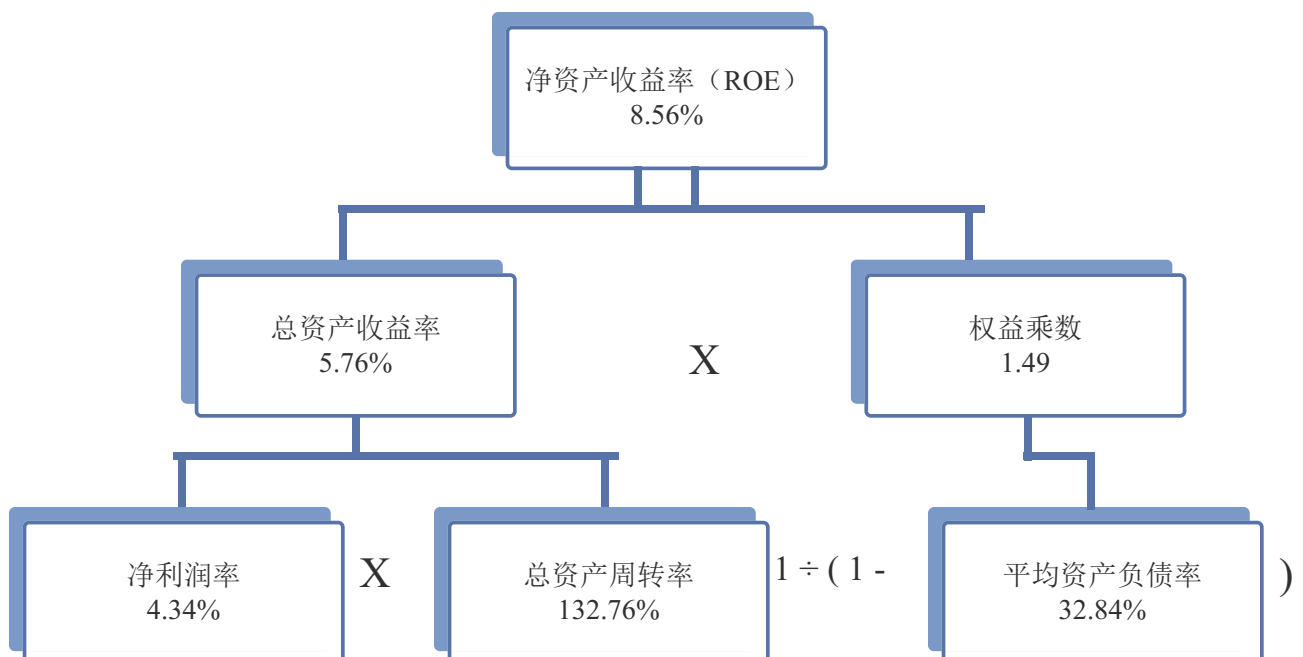 净资产收益率（ROE）
8.56%
总资产收益率
5.76%
X
权益乘数
1.49
净利润率
4.34%
X
总资产周转率
132.76%
1 ÷ ( 1 -
平均资产负债率
32.84%
)